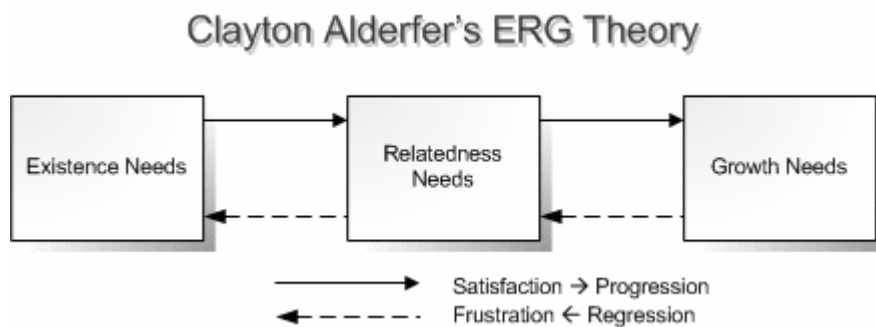 Clayton Alderfer's ERG Theory
Existence Needs
Relatedness
Needs
Growth Needs
Satisfaction → Progression
Frustration ← Regression